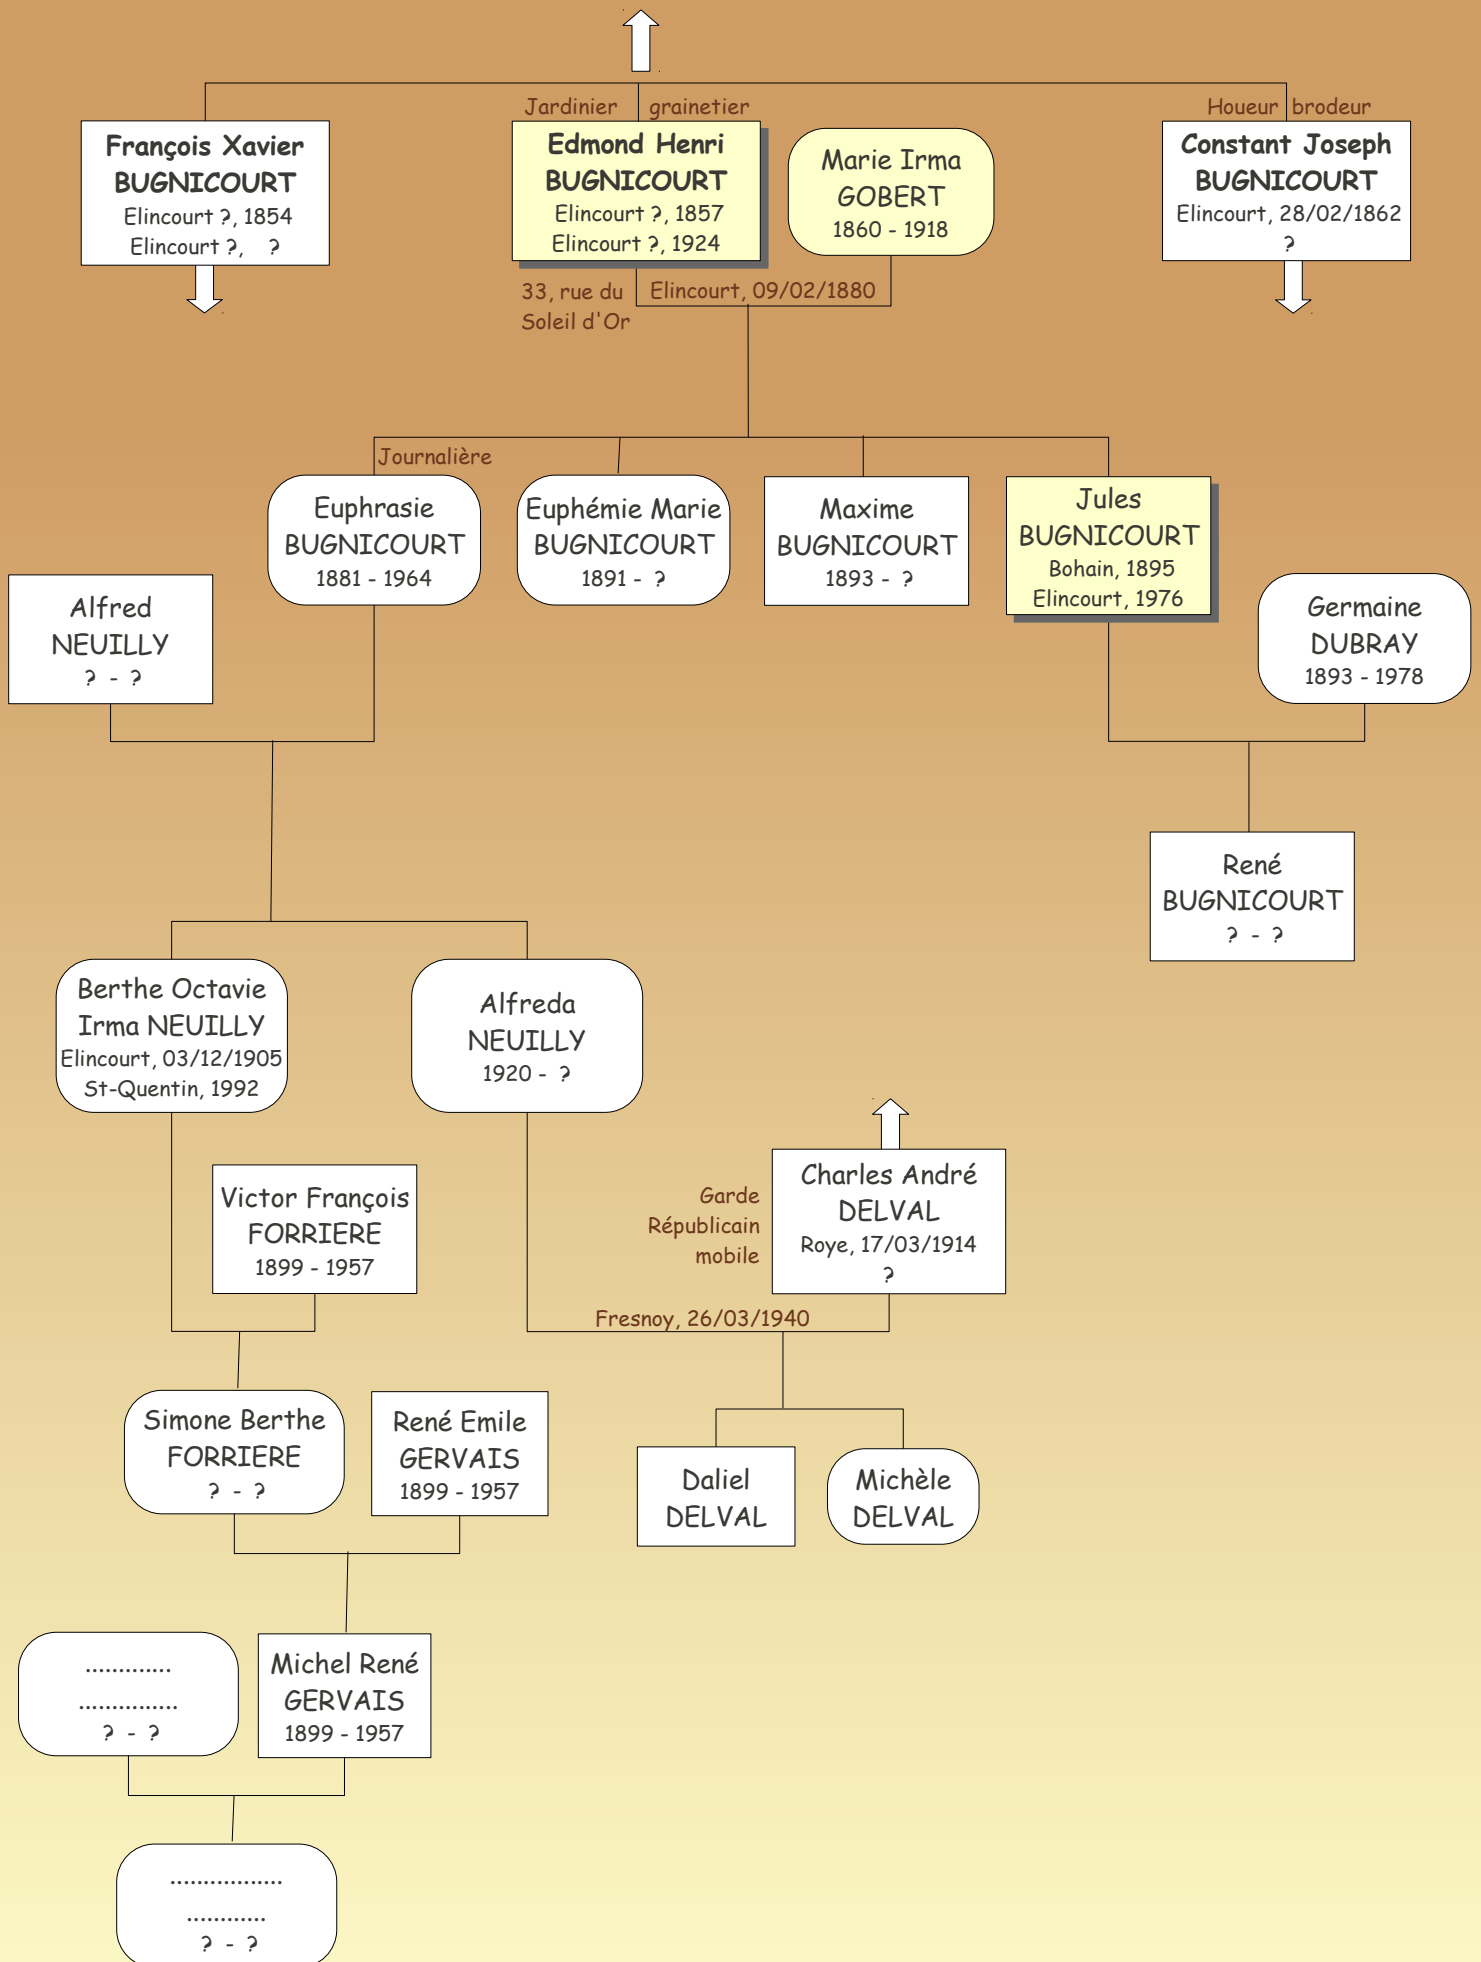 Jardinier grainetier
Houeur brodeur
François Xavier
BUGNICOURT
Elincourt ?, 1854
Elincourt ?, ?
Edmond Henri
BUGNICOURT
Elincourt ?, 1857
Elincourt ?, 1924
Marie Irma
GOBERT
1860 - 1918
Constant Joseph
BUGNICOURT
Elincourt, 28/02/1862
?
33, rue du
Soleil d'Or
Elincourt, 09/02/1880
Journalière
Euphrasie
BUGNICOURT
1881 - 1964
Euphémie Marie
BUGNICOURT
1891 - ?
Maxime
BUGNICOURT
1893 - ?
Jules
BUGNICOURT
Bohain, 1895
Elincourt, 1976
Alfred
NEUILLY
? - ?
Germaine
DUBRAY
1893 - 1978
René
BUGNICOURT
? - ?
Berthe Octavie
Irma NEUILLY
Elincourt, 03/12/1905
St-Quentin, 1992
Alfreda
NEUILLY
1920 - ?
Victor François
FORRIERE
1899 - 1957
Garde
Républicain
mobile
Charles André
DELVAL
Roye, 17/03/1914
?
Fresnoy, 26/03/1940
Simone Berthe
FORRIERE
? - ?
René Emile
GERVAIS
1899 - 1957
Daliel
DELVAL
Michèle
DELVAL
.............
...............
? - ?
Michel René
GERVAIS
1899 - 1957
.................
............
? - ?